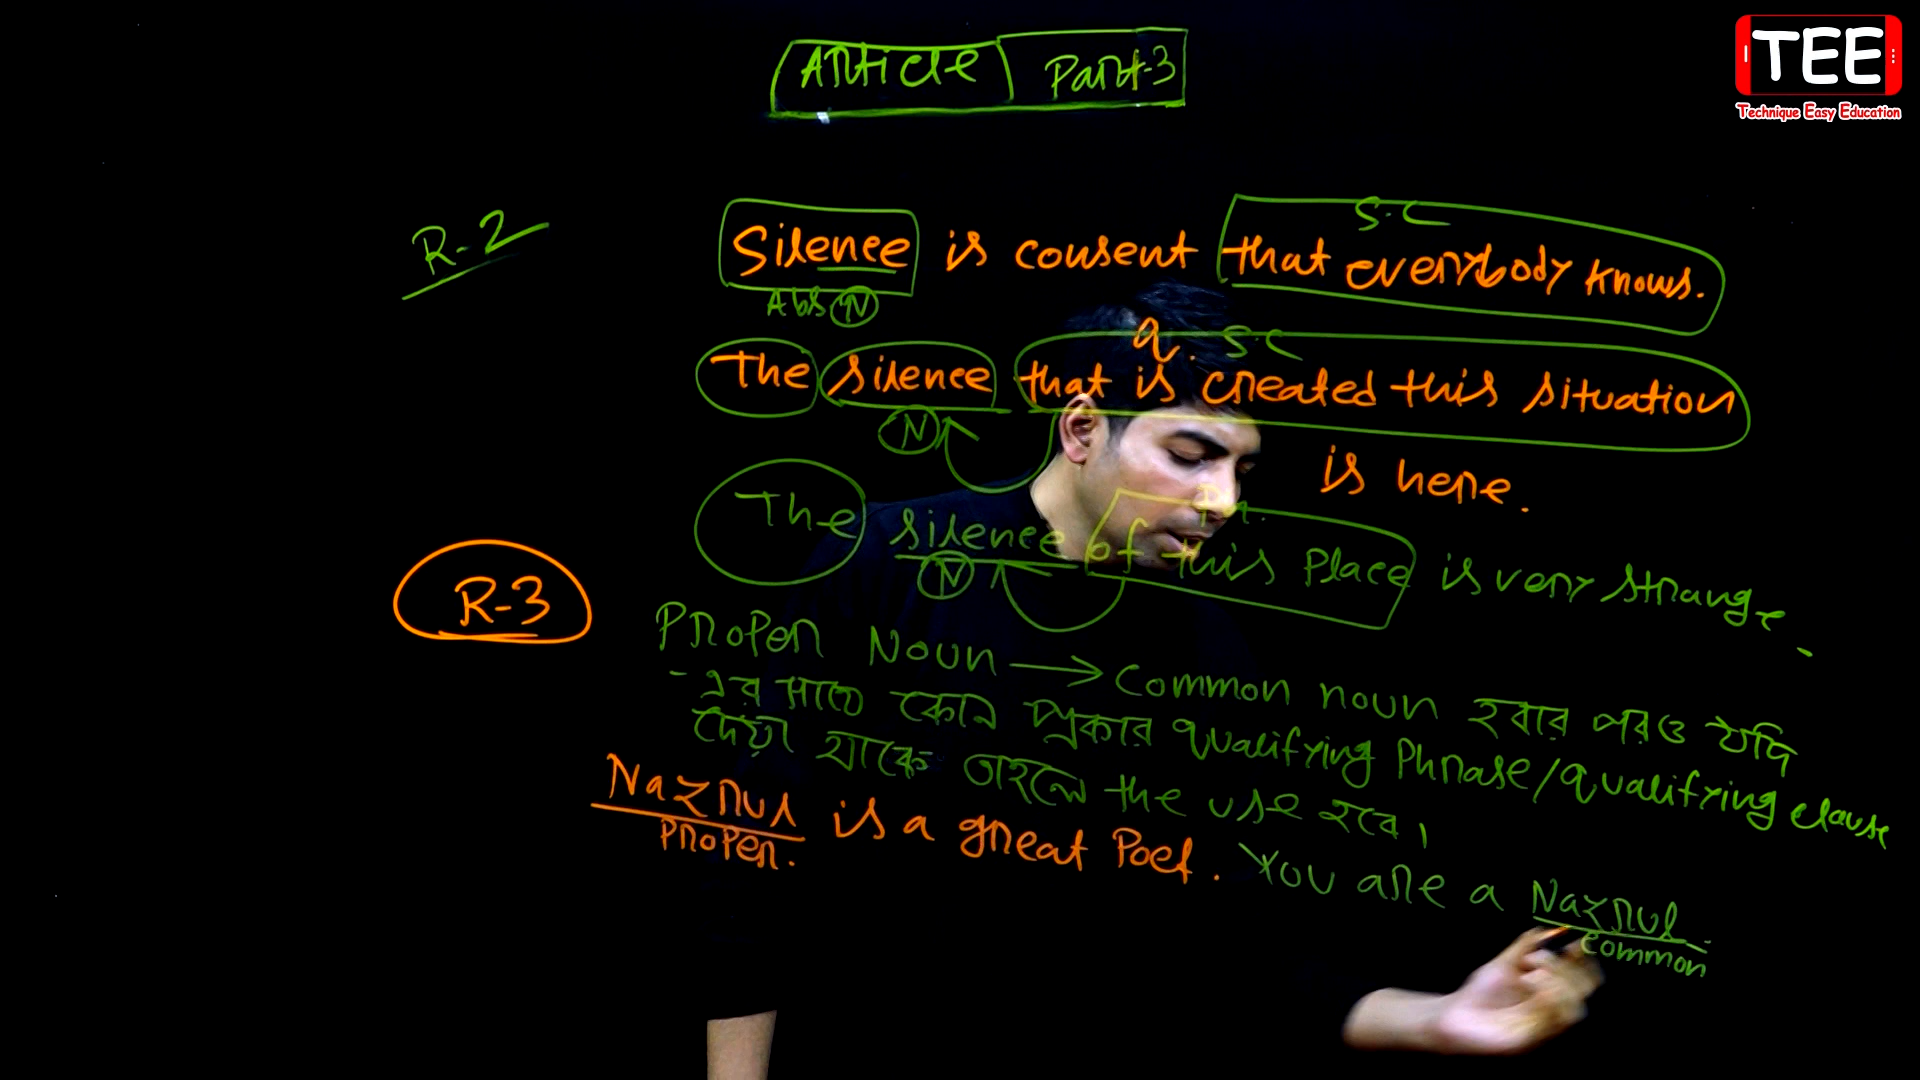 Article Part-3
TEE
Technique Easy Education
R-2
S.C
Silence is consent that everybody knows.
Abs N
a. S.C
The silence that is created this situation
N
is here.
The silence of this place is very strange.
N
R-3
Proper Noun → Common noun হবার পরও যদি
- এর সাথে কোন প্রকার qualifying Phrase/qualifying clause
দেয়া থাকে তাহলে the use হবে।
Nazrul is a great Poet. You are a Nazrul.
Proper. common